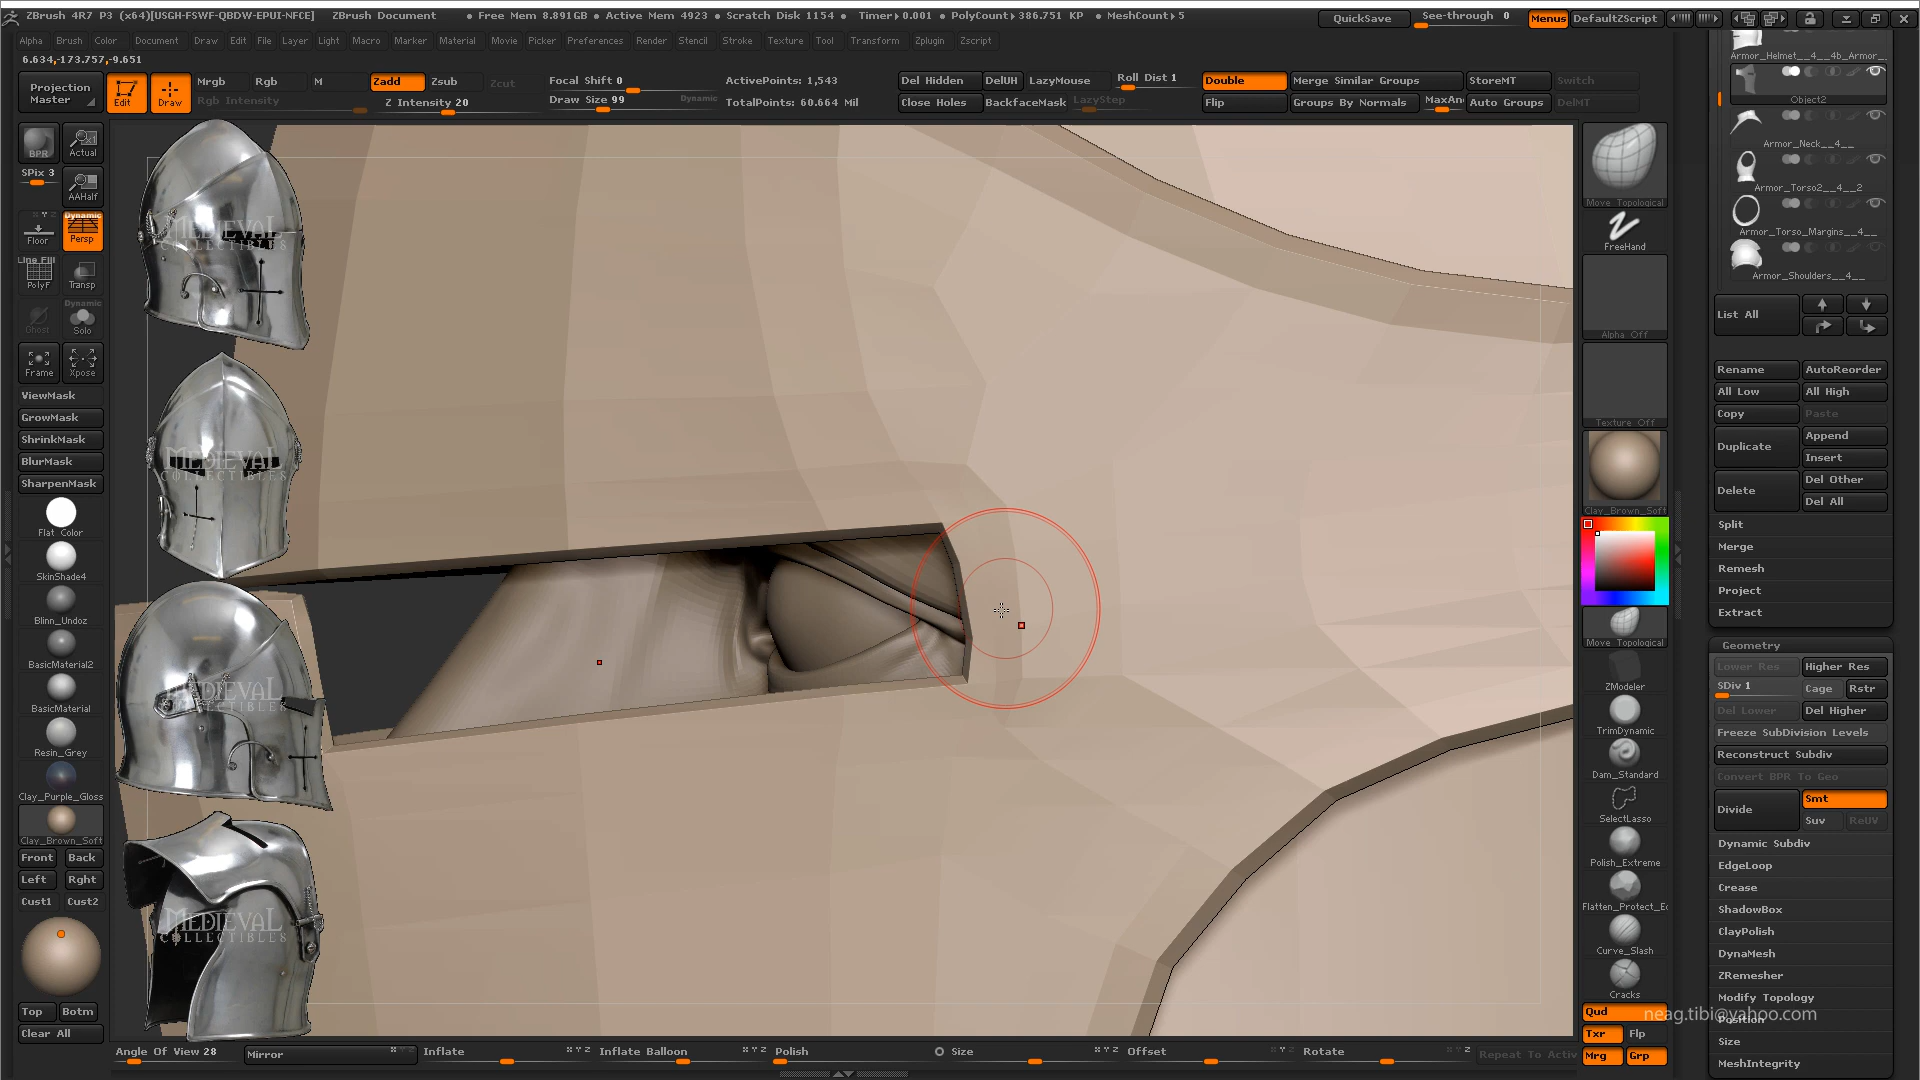 ZBrush 4R7 P3 (x64)[USGH-FSWF-QBDW-EPUI-NFCE] ZBrush Document • Free Mem 8.891GB • Active Mem 4923 • Scratch Disk 1154 • Timer▸0.001 • PolyCount▸386.751 KP • MeshCount▸5 QuickSave See-through 0 Menus DefaultZScript
Alpha Brush Color Document Draw Edit File Layer Light Macro Marker Material Movie Picker Preferences Render Stencil Stroke Texture Tool Transform Zplugin Zscript
6.634,-173.757,-9.651
Projection Master
Edit
Draw
Mrgb Rgb M Zadd Zsub Zcut
Rgb Intensity
Z Intensity 20
Focal Shift 0
Draw Size 99 Dynamic
ActivePoints: 1,543
TotalPoints: 60.664 Mil
Del Hidden DelUH LazyMouse Roll Dist 1
Close Holes BackfaceMask LazyStep
Double Merge Similar Groups StoreMT Switch
Flip Groups By Normals MaxAn Auto Groups DelMT
BPR
Actual
SPix 3
AAHalf
Dynamic
Floor
Persp
Line Fill
PolyF
Transp
Dynamic
Ghost
Solo
Frame
Xpose
ViewMask
GrowMask
ShrinkMask
BlurMask
SharpenMask
Flat Color
SkinShade4
Blinn_Undoz
BasicMaterial2
BasicMaterial
Resin_Grey
Clay_Purple_Gloss
Clay_Brown_Soft
Front Back
Left Rght
Cust1 Cust2
Top Botm
Clear All
MEDIEVAL
COLLECTIBLES
MEDIEVAL
COLLECTIBLES
MEDIEVAL
COLLECTIBLES
MEDIEVAL
COLLECTIBLES
Move Topological
FreeHand
Alpha Off
Texture Off
Clay_Brown_Soft
Move Topological
ZModeler
TrimDynamic
Dam_Standard
SelectLasso
Polish_Extreme
Flatten_Protect_Ed
Curve_Slash
Cracks
Qud
Txr Flp
Mrg Grp
Armor_Helmet__4__4b_Armor_
Object2
Armor_Neck__4__
Armor_Torso2__4__2
Armor_Torso_Margins__4__
Armor_Shoulders__4__
List All
Rename AutoReorder
All Low All High
Copy Paste
Duplicate Append
Insert
Delete Del Other
Del All
Split
Merge
Remesh
Project
Extract
Geometry
Lower Res Higher Res
SDiv 1 Cage Rstr
Del Lower Del Higher
Freeze SubDivision Levels
Reconstruct Subdiv
Convert BPR To Geo
Divide Smt
Suv ReUV
Dynamic Subdiv
EdgeLoop
Crease
ShadowBox
ClayPolish
DynaMesh
ZRemesher
Modify Topology
neag.tibi@yahoo.com
Position
Size
MeshIntegrity
Angle Of View 28 Mirror Inflate Inflate Balloon Polish Size Offset Rotate Repeat To Activ